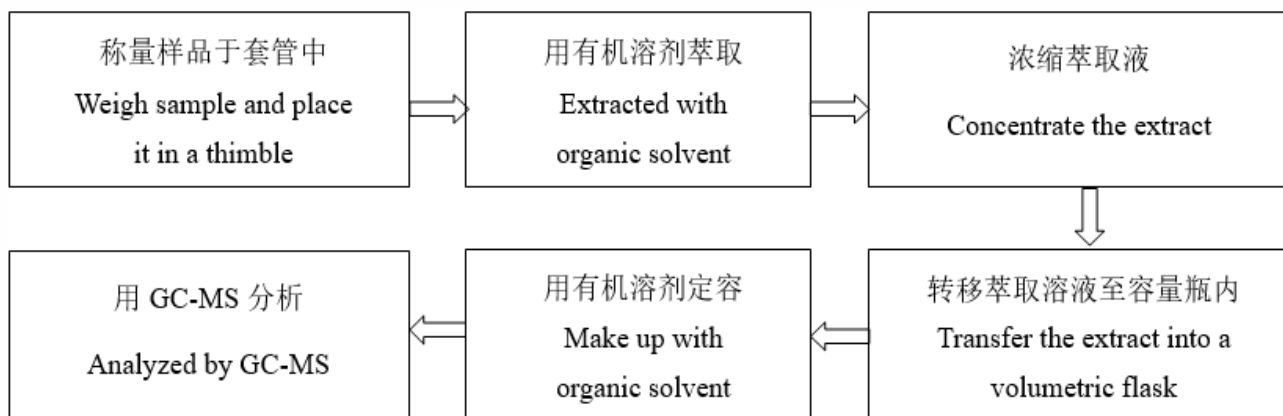 称量样品于套管中
Weigh sample and place
it in a thimble
用有机溶剂萃取
Extracted with
organic solvent
浓缩萃取液
Concentrate the extract
转移萃取溶液至容量瓶内
Transfer the extract into a
volumetric flask
用有机溶剂定容
Make up with
organic solvent
用 GC-MS 分析
Analyzed by GC-MS